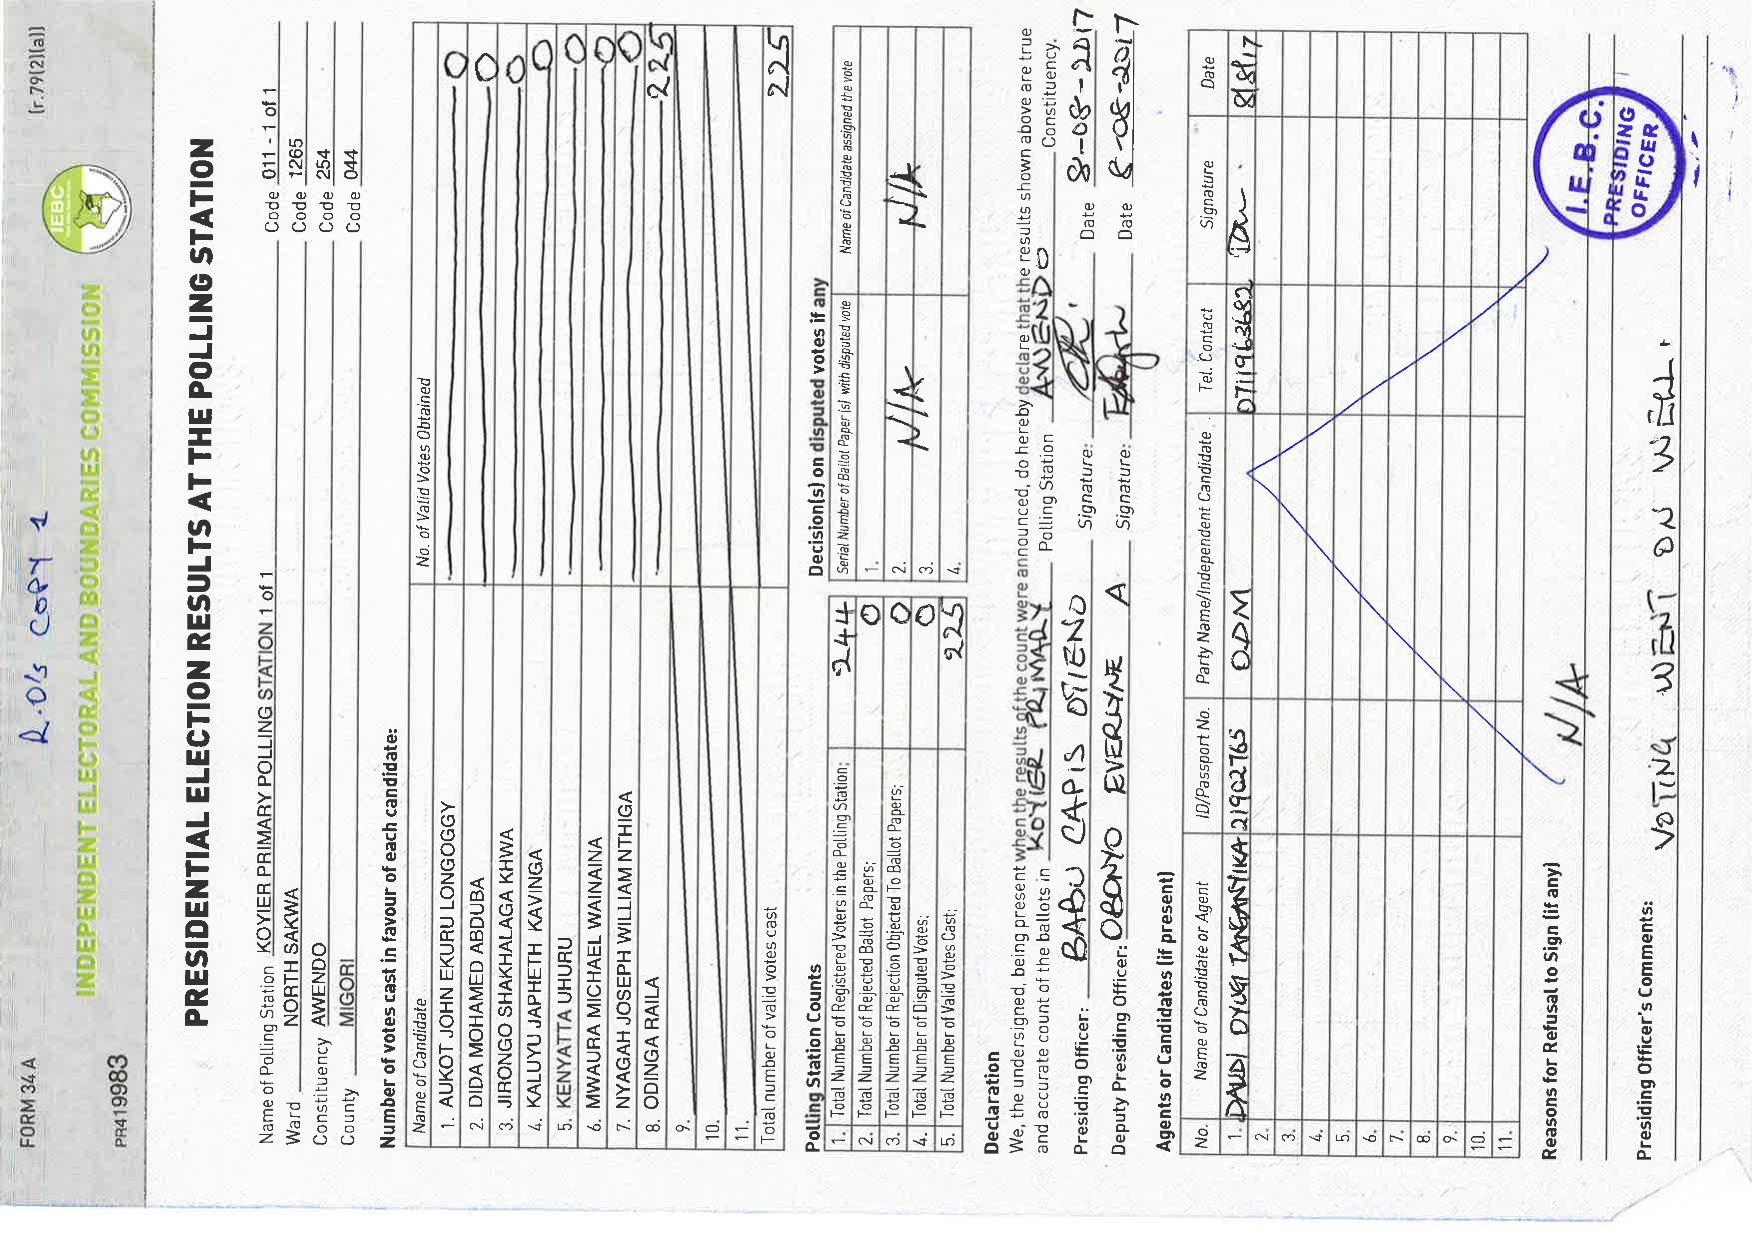 R.O's COPY 1
FORM 34 A
(r.79(2)(a))
IEBC
INDEPENDENT ELECTORAL AND BOUNDARIES COMMISSION
PR419983
PRESIDENTIAL ELECTION RESULTS AT THE POLLING STATION
Name of Polling Station KOYIER PRIMARY POLLING STATION 1 of 1 Code 011 - 1 of 1
Ward NORTH SAKWA Code 1265
Constituency AWENDO Code 254
County MIGORI Code 044
Number of votes cast in favour of each candidate:
Name of Candidate No. of Valid Votes Obtained
1. AUKOT JOHN EKURU LONGOGGY 0
2. DIDA MOHAMED ABDUBA 0
3. JIRONGO SHAKHALAGA KHWA 0
4. KALUYU JAPHETH KAVINGA 0
5. KENYATTA UHURU 0
6. MWAURA MICHAEL WAINAINA 0
7. NYAGAH JOSEPH WILLIAM NTHIGA 0
8. ODINGA RAILA 225
9.
10.
11.
Total number of valid votes cast 225
Polling Station Counts
1. Total Number of Registered Voters in the Polling Station; 244
2. Total Number of Rejected Ballot Papers; 0
3. Total Number of Rejection Objected To Ballot Papers; 0
4. Total Number of Disputed Votes; 0
5. Total Number of Valid Votes Cast; 225
Decision(s) on disputed votes if any
Serial Number of Ballot Paper (s) with disputed vote Name of Candidate assigned the vote
1.
2. N/A N/A
3.
4.
Declaration
We, the undersigned, being present when the results of the count were announced, do hereby declare that the results shown above are true
and accurate count of the ballots in KOYIER PRIMARY Polling Station AWENDO Constituency.
Presiding Officer: BABU CAPIS OTIENO Signature: Date 8-08-2017
Deputy Presiding Officer: OBONYO EVERLYNE A Signature: Date 8-08-2017
Agents or Candidates (if present)
No. Name of Candidate or Agent ID/Passport No. Party Name/Independent Candidate Tel. Contact Signature Date
1. DAUDI OYUGI TANGANYIKA 21902765 ODM 0711963682 8/8/17
2.
3.
4.
5.
6.
7.
8.
9.
10.
11.
Reasons for Refusal to Sign (if any)
N/A
I.E.B.C.
PRESIDING
OFFICER
Presiding Officer's Comments:
VOTING WENT ON WELL.